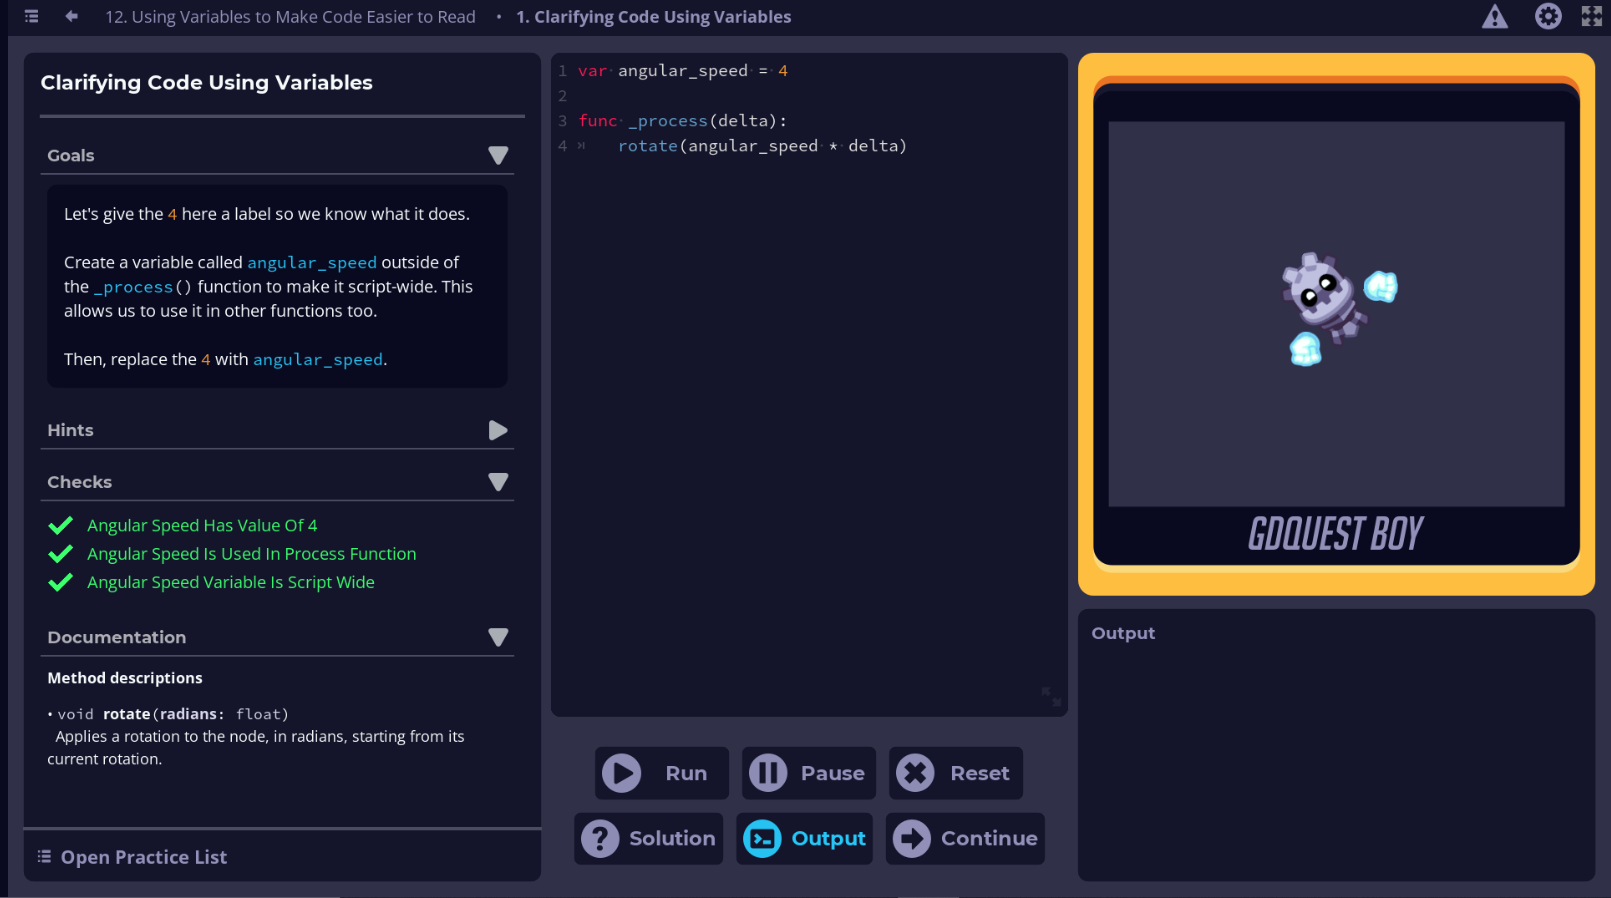 12. Using Variables to Make Code Easier to Read • 1. Clarifying Code Using Variables
Clarifying Code Using Variables
Goals
Let's give the 4 here a label so we know what it does.
Create a variable called angular_speed outside of
the _process() function to make it script-wide. This
allows us to use it in other functions too.
Then, replace the 4 with angular_speed.
Hints
Checks
Angular Speed Has Value Of 4
Angular Speed Is Used In Process Function
Angular Speed Variable Is Script Wide
Documentation
Method descriptions
• void rotate(radians: float)
Applies a rotation to the node, in radians, starting from its
current rotation.
Open Practice List
1 var angular_speed = 4
2
3 func _process(delta):
4 rotate(angular_speed * delta)
Run
Pause
Reset
Solution
Output
Continue
GDQUEST BOY
Output